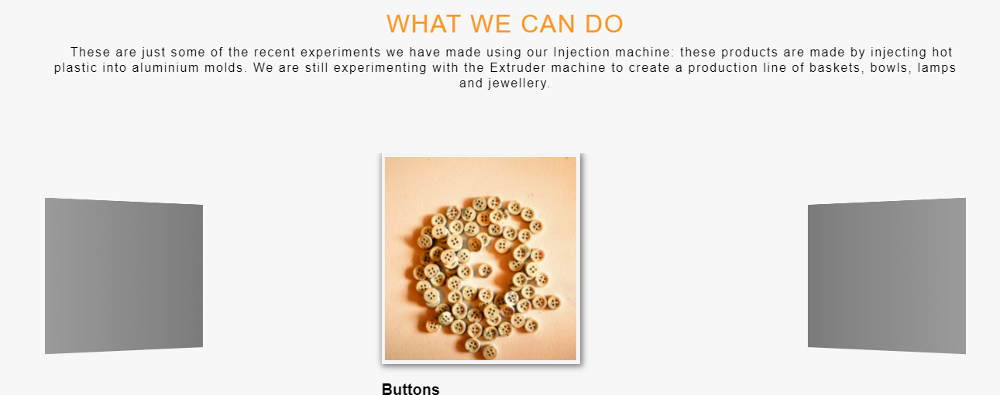 WHAT WE CAN DO
These are just some of the recent experiments we have made using our Injection machine: these products are made by injecting hot
plastic into aluminium molds. We are still experimenting with the Extruder machine to create a production line of baskets, bowls, lamps
and jewellery.
Buttons